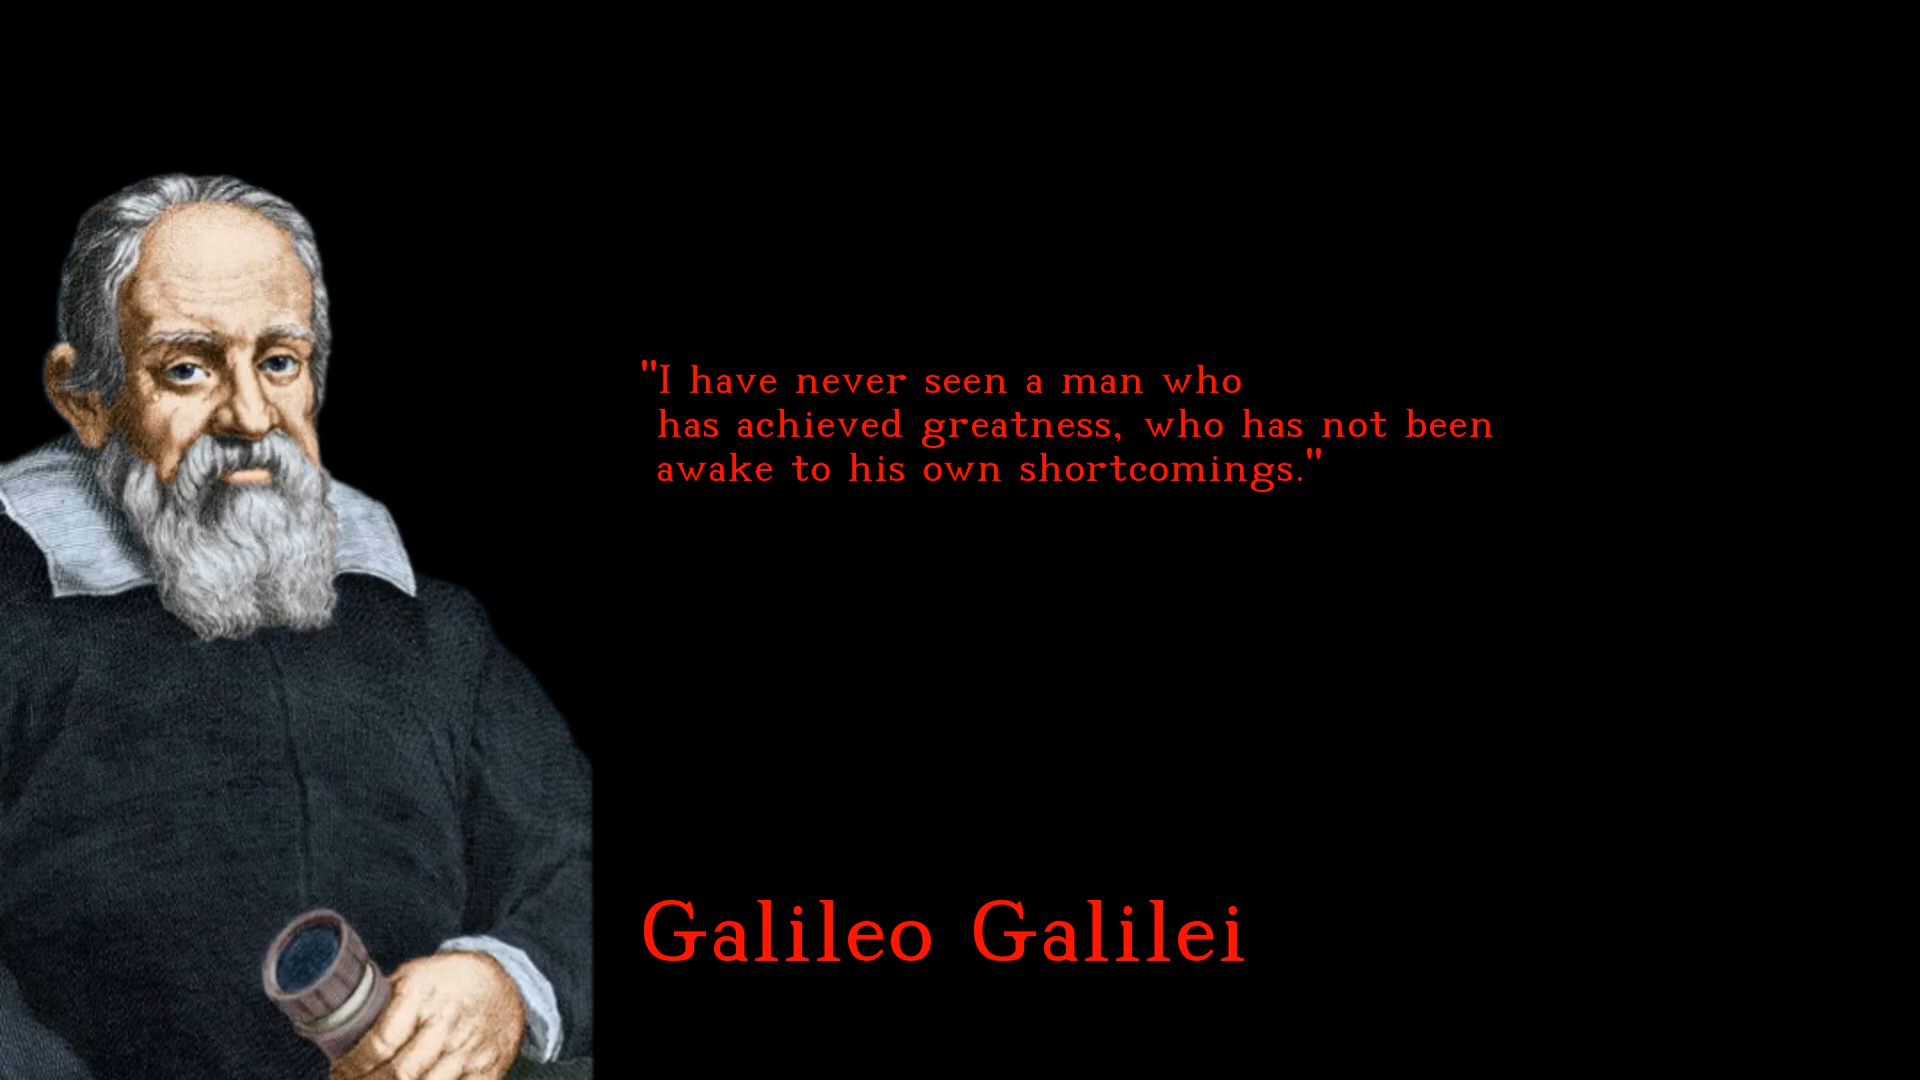 "I have never seen a man who
has achieved greatness, who has not been
awake to his own shortcomings."
Galileo Galilei